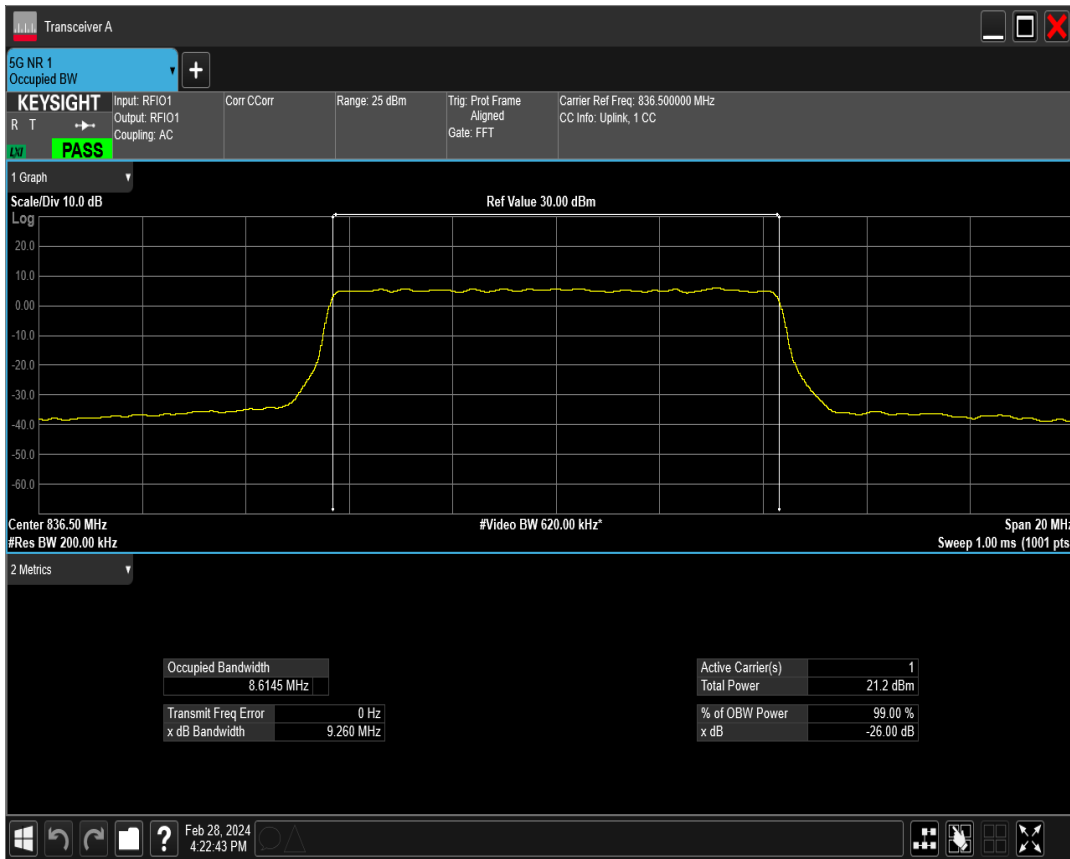 Transceiver A
5G NR 1
Occupied BW
KEYSIGHT
R T
LXI
PASS
Input: RFIO1
Output: RFIO1
Coupling: AC
Corr CCorr
Range: 25 dBm
Trig: Prot Frame
Aligned
Gate: FFT
Carrier Ref Freq: 836.500000 MHz
CC Info: Uplink, 1 CC
1 Graph
Scale/Div 10.0 dB
Ref Value 30.00 dBm
Log
20.0
10.0
0.00
-10.0
-20.0
-30.0
-40.0
-50.0
-60.0
Center 836.50 MHz
#Video BW 620.00 kHz*
Span 20 MHz
#Res BW 200.00 kHz
Sweep 1.00 ms (1001 pts
2 Metrics
Occupied Bandwidth
8.6145 MHz
Transmit Freq Error 0 Hz
x dB Bandwidth 9.260 MHz
Active Carrier(s) 1
Total Power 21.2 dBm
% of OBW Power 99.00 %
x dB -26.00 dB
?
Feb 28, 2024
4:22:43 PM